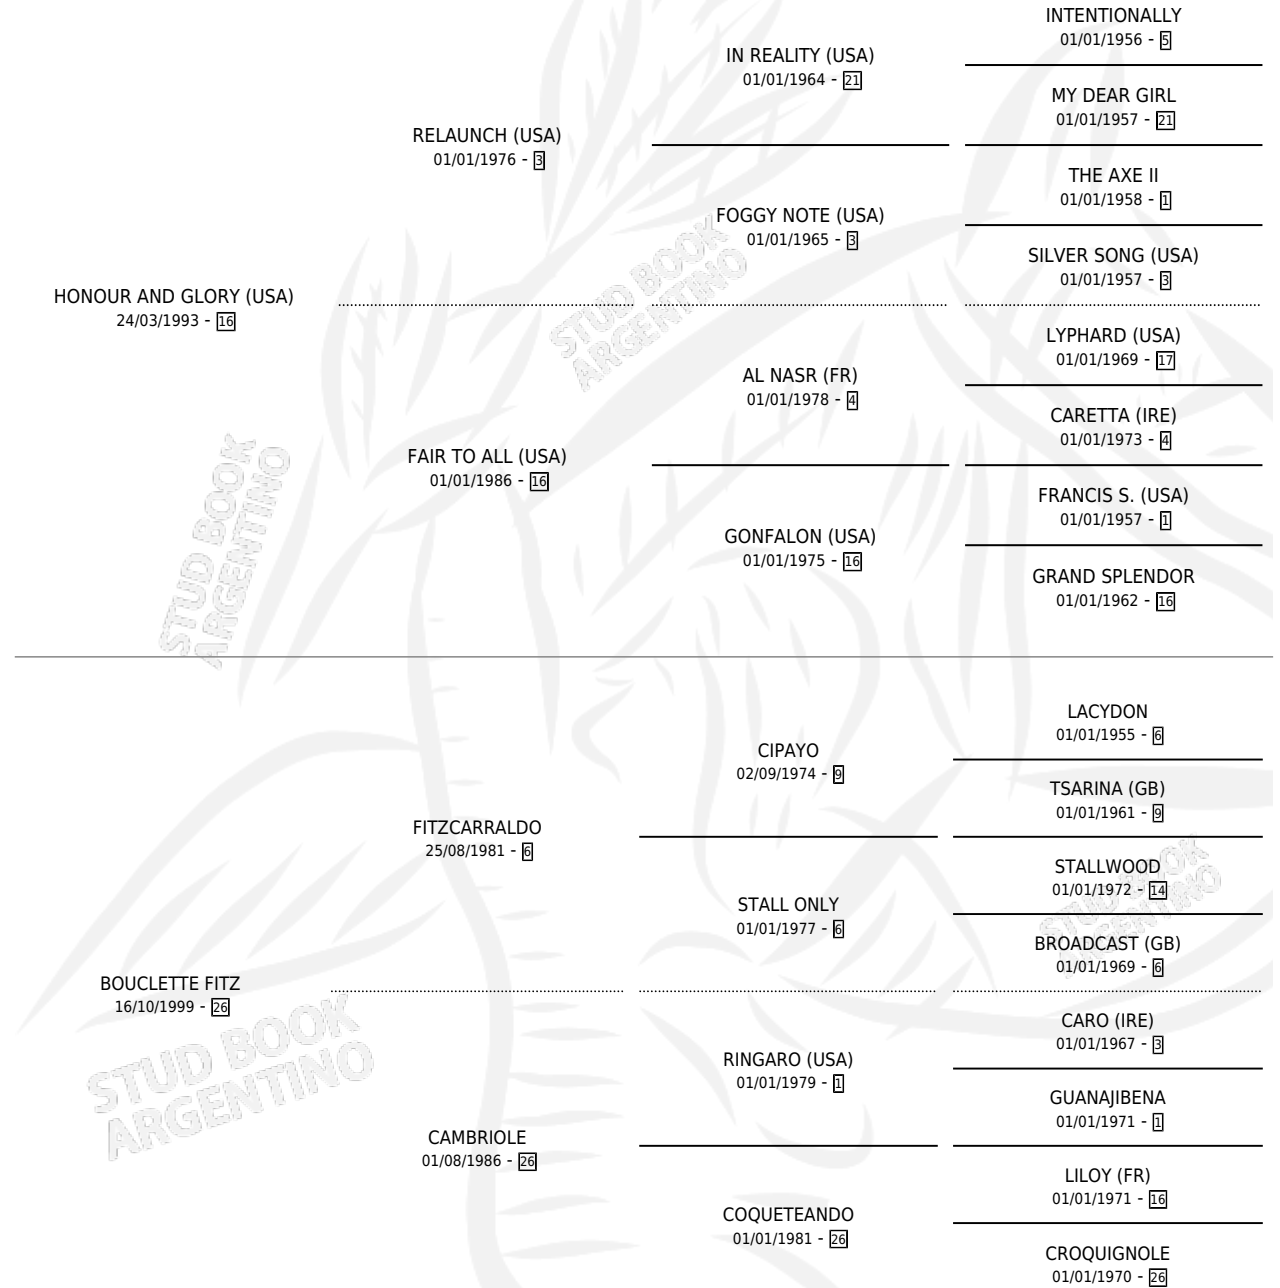 INTENTIONALLY
01/01/1956 - 5
IN REALITY (USA)
01/01/1964 - 21
MY DEAR GIRL
01/01/1957 - 21
RELAUNCH (USA)
01/01/1976 - 3
THE AXE II
01/01/1958 - 1
FOGGY NOTE (USA)
01/01/1965 - 3
SILVER SONG (USA)
01/01/1957 - 3
HONOUR AND GLORY (USA)
24/03/1993 - 16
LYPHARD (USA)
01/01/1969 - 17
AL NASR (FR)
01/01/1978 - 4
CARETTA (IRE)
01/01/1973 - 4
FAIR TO ALL (USA)
01/01/1986 - 16
FRANCIS S. (USA)
01/01/1957 - 1
GONFALON (USA)
01/01/1975 - 16
GRAND SPLENDOR
01/01/1962 - 16
LACYDON
01/01/1955 - 6
CIPAYO
02/09/1974 - 9
TSARINA (GB)
01/01/1961 - 9
FITZCARRALDO
25/08/1981 - 6
STALLWOOD
01/01/1972 - 14
STALL ONLY
01/01/1977 - 6
BROADCAST (GB)
01/01/1969 - 6
BOUCLETTE FITZ
16/10/1999 - 26
CARO (IRE)
01/01/1967 - 3
RINGARO (USA)
01/01/1979 - 1
GUANAJIBENA
01/01/1971 - 1
CAMBRIOLE
01/08/1986 - 26
LILOY (FR)
01/01/1971 - 16
COQUETEANDO
01/01/1981 - 26
CROQUIGNOLE
01/01/1970 - 26
STUD BOOK
ARGENTINO
STUD BOOK
ARGENTINO
STUD BOOK
ARGENTINO
STUD BOOK
ARGENTINO